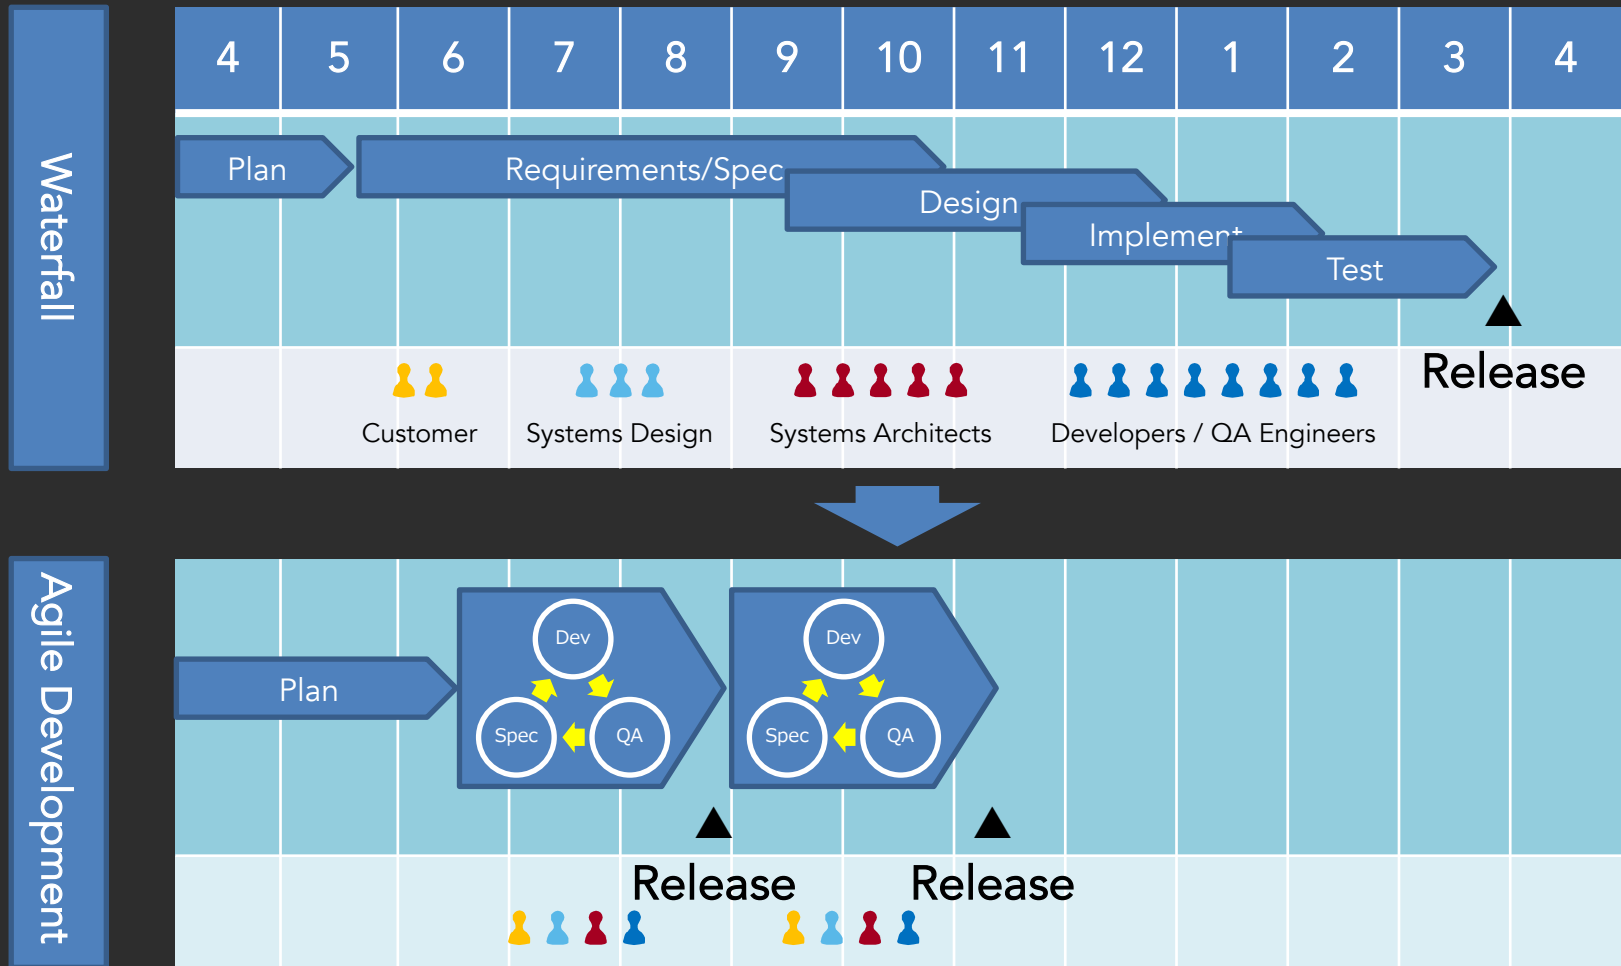 Waterfall
4 5 6 7 8 9 10 11 12 1 2 3 4
Plan
Requirements/Spec
Design
Implement
Test
Release
Customer
Systems Design
Systems Architects
Developers / QA Engineers
Agile Development
Plan
Dev
Spec
QA
Dev
Spec
QA
Release
Release